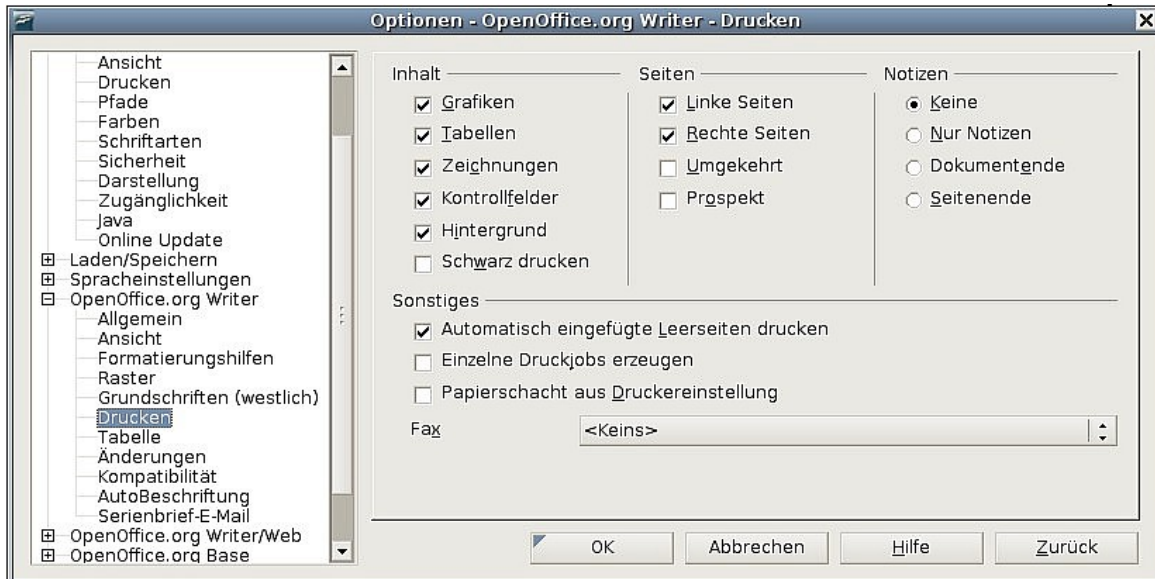 Optionen - OpenOffice.org Writer - Drucken
Ansicht
Drucken
Pfade
Farben
Schriftarten
Sicherheit
Darstellung
Zugänglichkeit
Java
Online Update
Laden/Speichern
Spracheinstellungen
OpenOffice.org Writer
Allgemein
Ansicht
Formatierungshilfen
Raster
Grundschriften (westlich)
Drucken
Tabelle
Änderungen
Kompatibilität
AutoBeschriftung
Serienbrief-E-Mail
OpenOffice.org Writer/Web
OpenOffice.org Base
Inhalt
Grafiken
Tabellen
Zeichnungen
Kontrollfelder
Hintergrund
Schwarz drucken
Seiten
Linke Seiten
Rechte Seiten
Umgekehrt
Prospekt
Notizen
Keine
Nur Notizen
Dokumentende
Seitenende
Sonstiges
Automatisch eingefügte Leerseiten drucken
Einzelne Druckjobs erzeugen
Papierschacht aus Druckereinstellung
Fax <Keins>
OK Abbrechen Hilfe Zurück